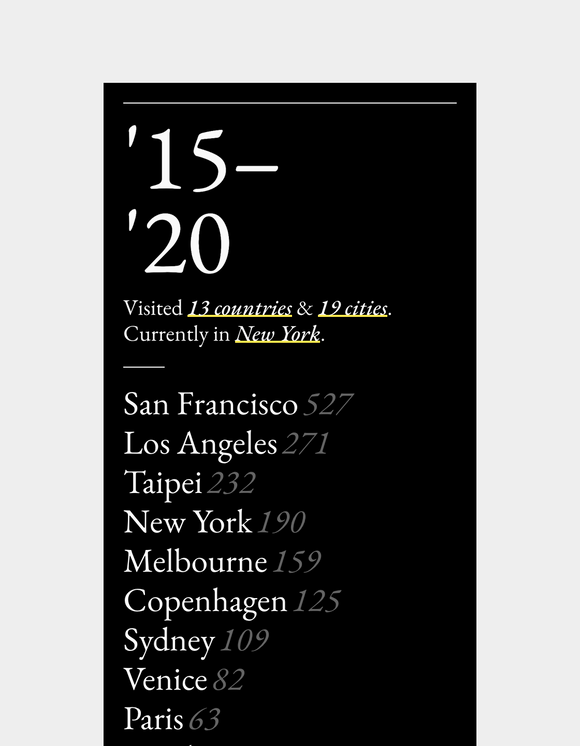 '15–
'20
Visited 13 countries & 19 cities.
Currently in New York.
San Francisco 527
Los Angeles 271
Taipei 232
New York 190
Melbourne 159
Copenhagen 125
Sydney 109
Venice 82
Paris 63